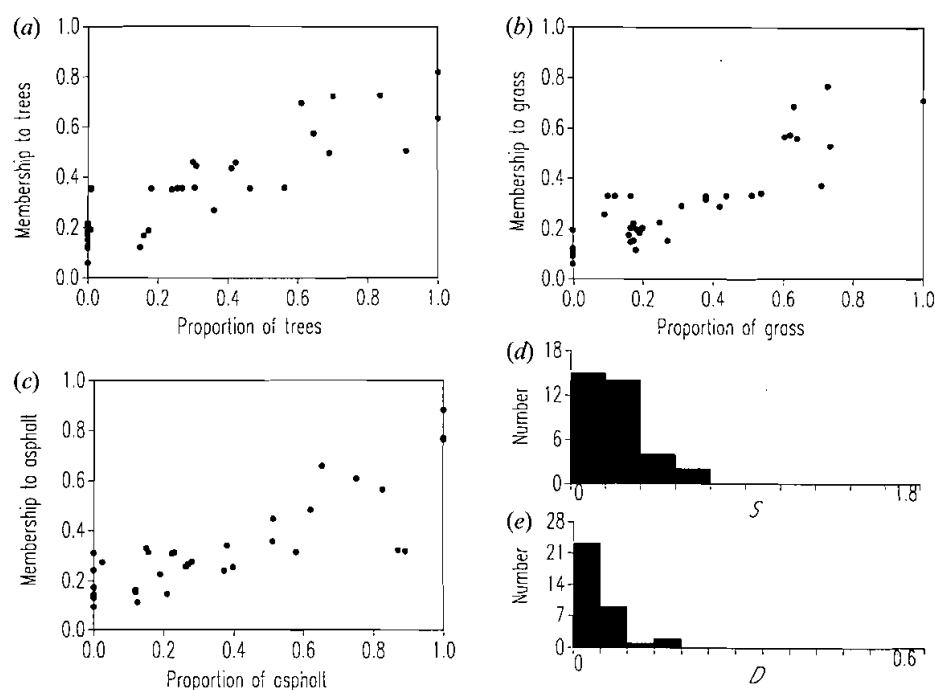 (a)
1.0
0.8
0.6
0.4
0.2
0.0
Membership to trees
0.0 0.2 0.4 0.6 0.8 1.0
Proportion of trees
(b)
1.0
0.8
0.6
0.4
0.2
0.0
Membership to grass
0.0 0.2 0.4 0.6 0.8 1.0
Proportion of grass
(c)
1.0
0.8
0.6
0.4
0.2
0.0
Membership to asphalt
0.0 0.2 0.4 0.6 0.8 1.0
Proportion of asphalt
(d)
18
12
6
0
Number
0 1.8
S
(e)
28
21
14
7
0
Number
0 0.6
D